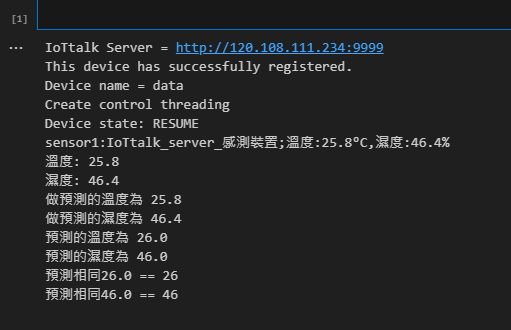 [1]
... IoTtalk Server = http://120.108.111.234:9999
This device has successfully registered.
Device name = data
Create control threading
Device state: RESUME
sensor1:IoTtalk_server_感測裝置;溫度:25.8°C,濕度:46.4%
溫度: 25.8
濕度: 46.4
做預測的溫度為 25.8
做預測的濕度為 46.4
預測的溫度為 26.0
預測的濕度為 46.0
預測相同26.0 == 26
預測相同46.0 == 46